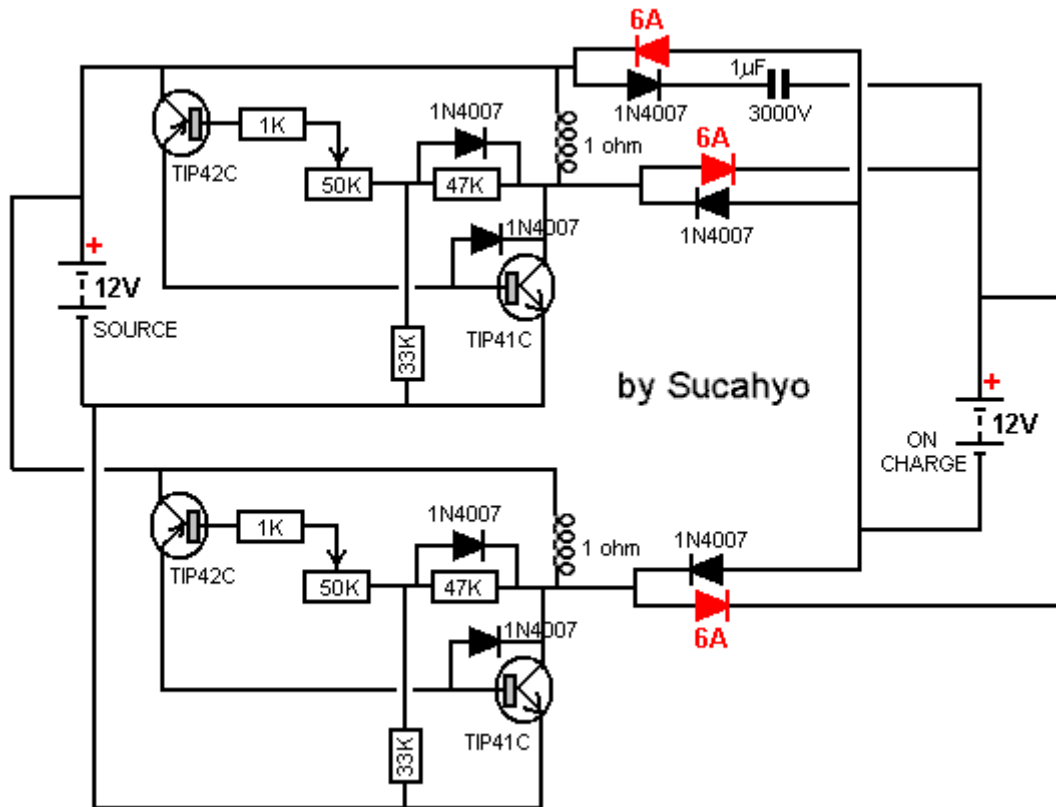 6A
1µF
1N4007
3000V
1N4007
1K
1 ohm
6A
TIP42C
50K
47K
1N4007
1N4007
+
12V
SOURCE
33K
TIP41C
by Sucahyo
+
12V
ON
CHARGE
1N4007
1K
1 ohm
1N4007
TIP42C
50K
47K
1N4007
6A
33K
TIP41C